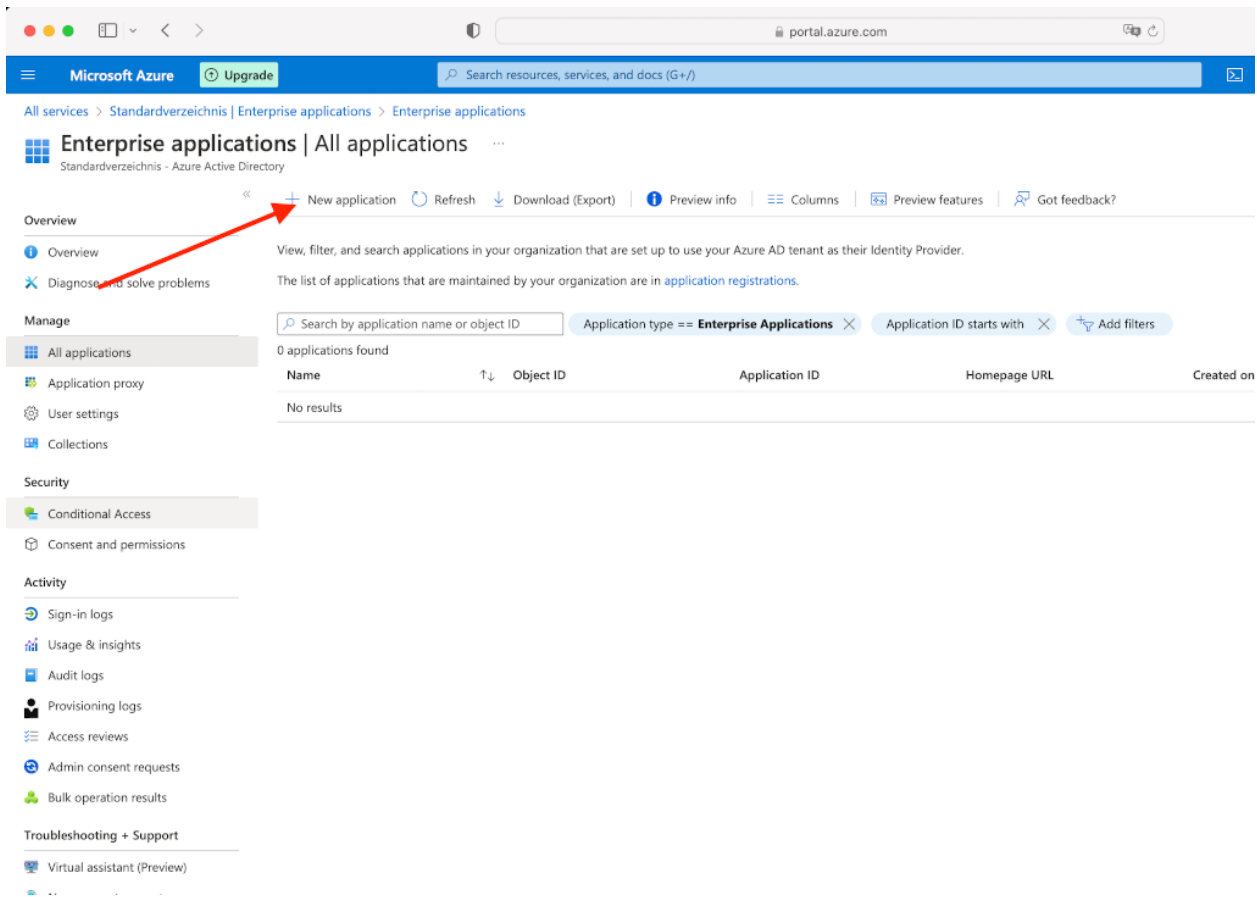 portal.azure.com
Microsoft Azure
Upgrade
Search resources, services, and docs (G+/)
All services > Standardverzeichnis | Enterprise applications > Enterprise applications
Enterprise applications | All applications ...
Standardverzeichnis - Azure Active Directory
New application
Refresh
Download (Export)
Preview info
Columns
Preview features
Got feedback?
Overview
Overview
Diagnose and solve problems
Manage
All applications
Application proxy
User settings
Collections
Security
Conditional Access
Consent and permissions
Activity
Sign-in logs
Usage & insights
Audit logs
Provisioning logs
Access reviews
Admin consent requests
Bulk operation results
Troubleshooting + Support
Virtual assistant (Preview)
View, filter, and search applications in your organization that are set up to use your Azure AD tenant as their Identity Provider.
The list of applications that are maintained by your organization are in application registrations.
Search by application name or object ID
Application type == Enterprise Applications
Application ID starts with
Add filters
0 applications found
Name
Object ID
Application ID
Homepage URL
Created on
No results